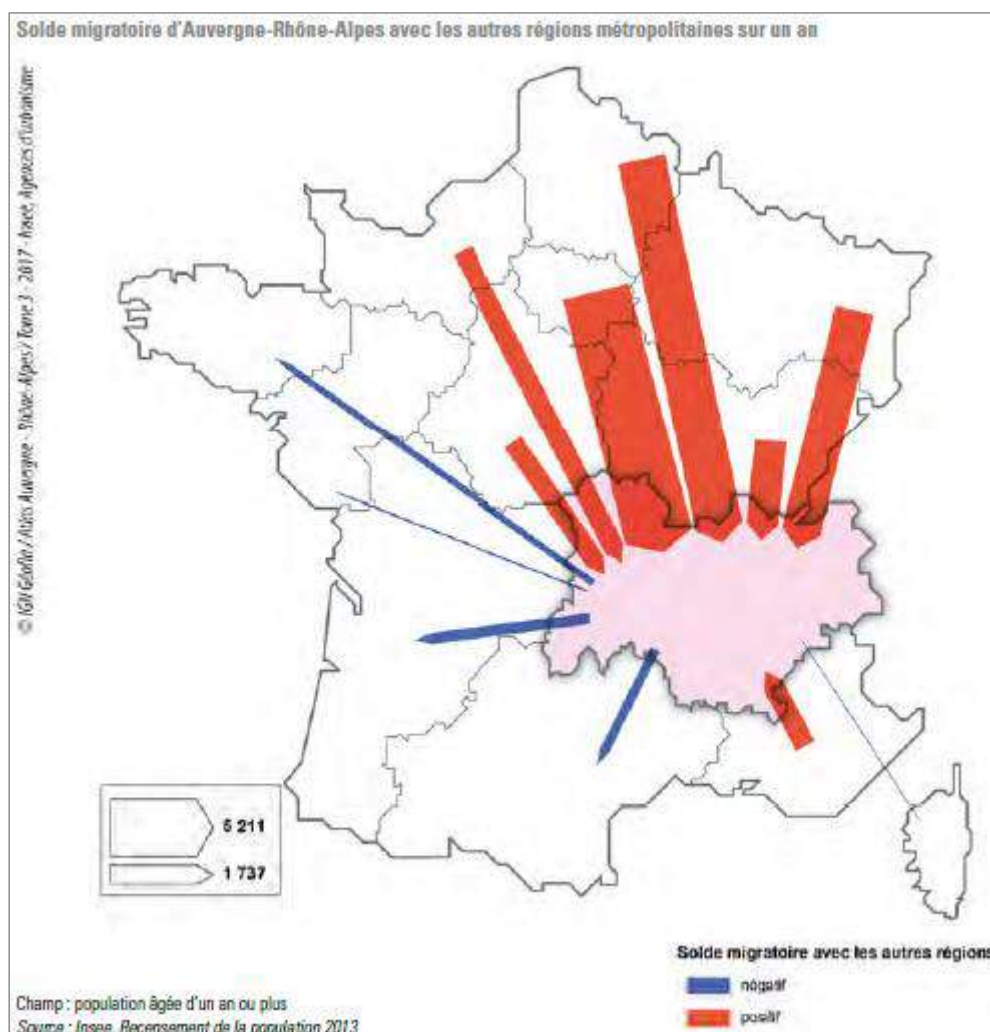 Solde migratoire d'Auvergne-Rhône-Alpes avec les autres régions métropolitaines sur un an
© IGN Géofla / Atlas Auvergne - Rhône-Alpes / Tome 3 - 2017 - Insee, Agences d'urbanisme
5 211
1 737
Solde migratoire avec les autres régions
négatif
positif
Champ : population âgée d'un an ou plus
Source : Insee, Recensement de la population 2013